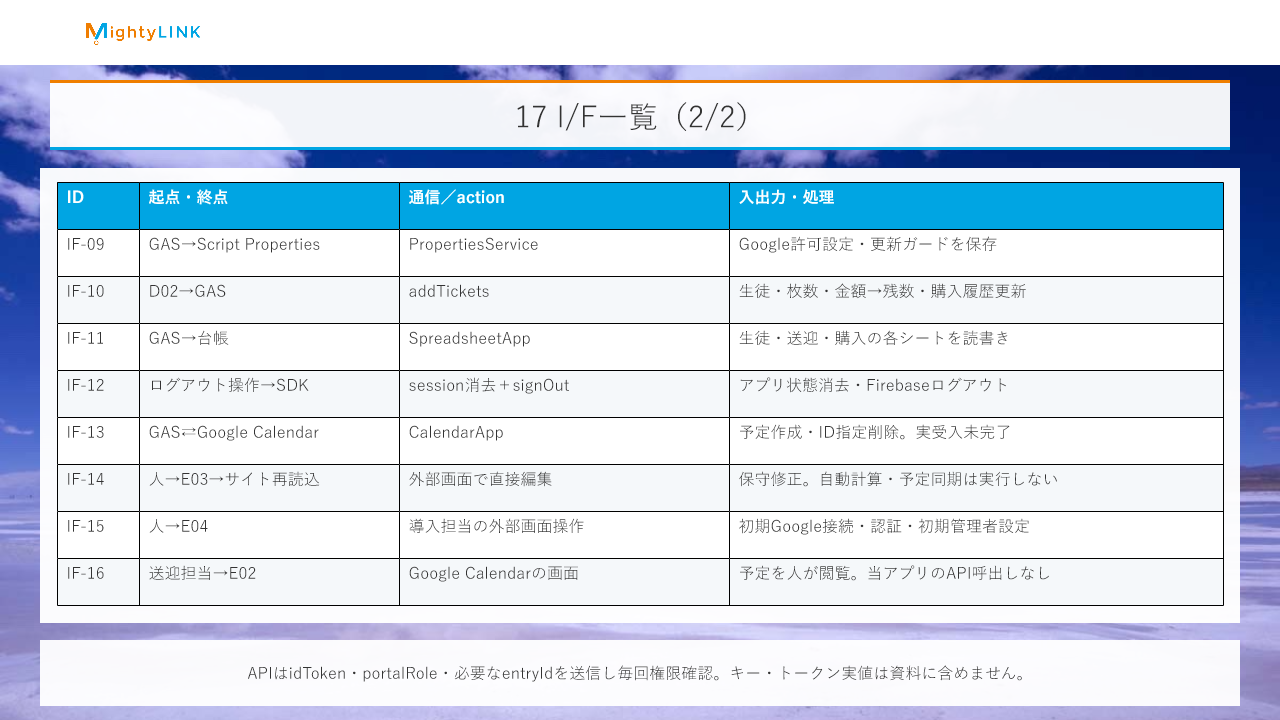 MightyLINK
17 I/F一覧（2/2）
ID 起点・終点 通信／action 入出力・処理
IF-09 GAS→Script Properties PropertiesService Google許可設定・更新ガードを保存
IF-10 D02→GAS addTickets 生徒・枚数・金額→残数・購入履歴更新
IF-11 GAS→台帳 SpreadsheetApp 生徒・送迎・購入の各シートを読書き
IF-12 ログアウト操作→SDK session消去＋signOut アプリ状態消去・Firebaseログアウト
IF-13 GAS⇄Google Calendar CalendarApp 予定作成・ID指定削除。実受入未完了
IF-14 人→E03→サイト再読込 外部画面で直接編集 保守修正。自動計算・予定同期は実行しない
IF-15 人→E04 導入担当の外部画面操作 初期Google接続・認証・初期管理者設定
IF-16 送迎担当→E02 Google Calendarの画面 予定を人が閲覧。当アプリのAPI呼出しなし
APIはidToken・portalRole・必要なentryIdを送信し毎回権限確認。キー・トークン実値は資料に含めません。